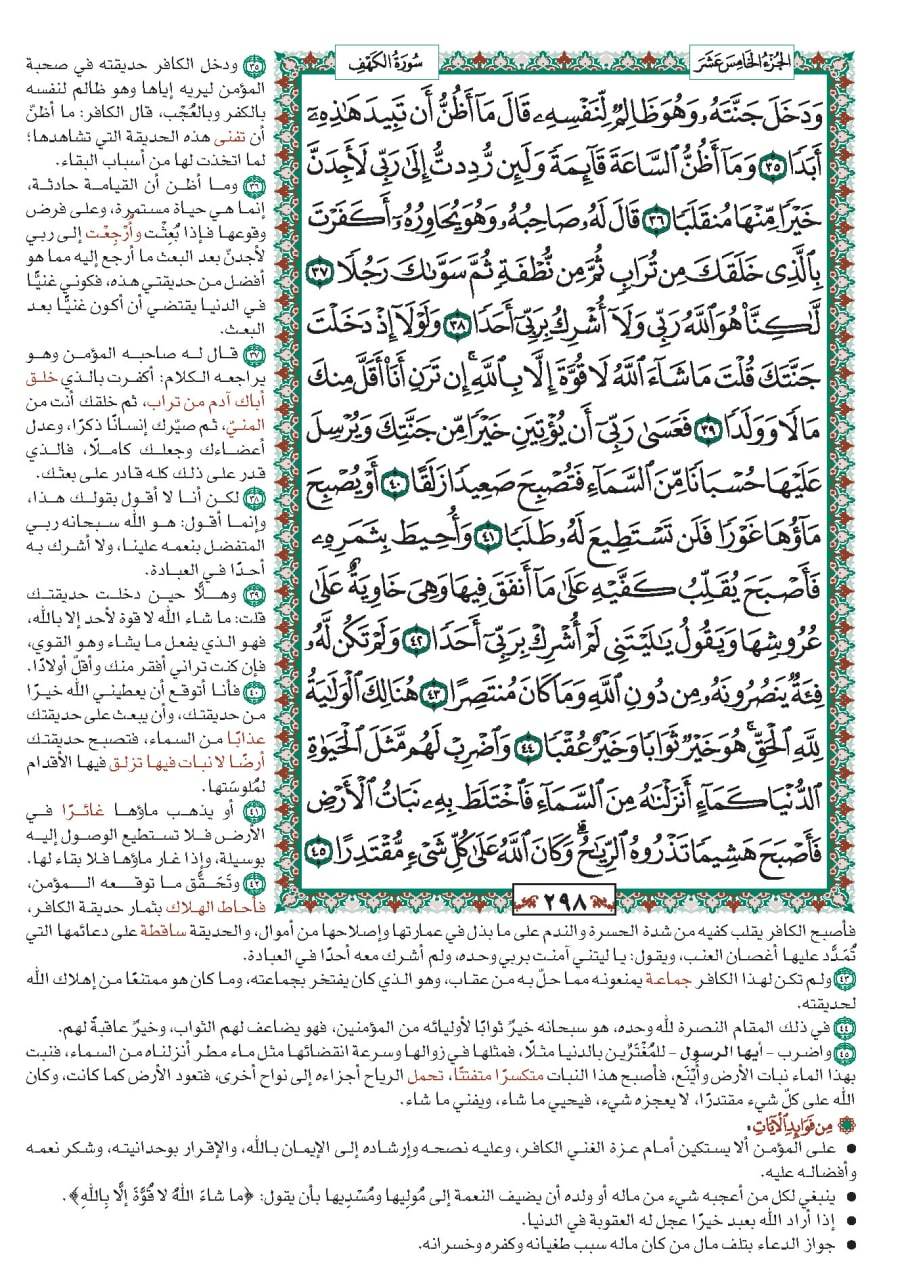 الجزء الخامس عشر
سورة الكهف
وَدَخَلَ جَنَّتَهُۥ وَهُوَ ظَالِمٌ لِّنَفْسِهِۦ قَالَ مَآ أَظُنُّ أَن تَبِيدَ هَٰذِهِۦٓ
أَبَدًا ٣٥ وَمَآ أَظُنُّ ٱلسَّاعَةَ قَآئِمَةً وَلَئِن رُّدِدتُّ إِلَىٰ رَبِّى لَأَجِدَنَّ
خَيْرًا مِّنْهَا مُنقَلَبًا ٣٦ قَالَ لَهُۥ صَاحِبُهُۥ وَهُوَ يُحَاوِرُهُۥٓ أَكَفَرْتَ
بِٱلَّذِى خَلَقَكَ مِن تُرَابٍ ثُمَّ مِن نُّطْفَةٍ ثُمَّ سَوَّىٰكَ رَجُلًا ٣٧
لَّٰكِنَّا۠ هُوَ ٱللَّهُ رَبِّى وَلَآ أُشْرِكُ بِرَبِّىٓ أَحَدًا ٣٨ وَلَوْلَآ إِذْ دَخَلْتَ
جَنَّتَكَ قُلْتَ مَا شَآءَ ٱللَّهُ لَا قُوَّةَ إِلَّا بِٱللَّهِ ۚ إِن تَرَنِ أَنَا۠ أَقَلَّ مِنكَ
مَالًا وَوَلَدًا ٣٩ فَعَسَىٰ رَبِّىٓ أَن يُؤْتِيَنِ خَيْرًا مِّن جَنَّتِكَ وَيُرْسِلَ
عَلَيْهَا حُسْبَانًا مِّنَ ٱلسَّمَآءِ فَتُصْبِحَ صَعِيدًا زَلَقًا ٤٠ أَوْ يُصْبِحَ
مَآؤُهَا غَوْرًا فَلَن تَسْتَطِيعَ لَهُۥ طَلَبًا ٤١ وَأُحِيطَ بِثَمَرِهِۦ
فَأَصْبَحَ يُقَلِّبُ كَفَّيْهِ عَلَىٰ مَآ أَنفَقَ فِيهَا وَهِىَ خَاوِيَةٌ عَلَىٰ
عُرُوشِهَا وَيَقُولُ يَٰلَيْتَنِى لَمْ أُشْرِكْ بِرَبِّىٓ أَحَدًا ٤٢ وَلَمْ تَكُن لَّهُۥ
فِئَةٌ يَنصُرُونَهُۥ مِن دُونِ ٱللَّهِ وَمَا كَانَ مُنتَصِرًا ٤٣ هُنَالِكَ ٱلْوَلَٰيَةُ
لِلَّهِ ٱلْحَقِّ ۚ هُوَ خَيْرٌ ثَوَابًا وَخَيْرٌ عُقْبًا ٤٤ وَٱضْرِبْ لَهُم مَّثَلَ ٱلْحَيَوٰةِ
ٱلدُّنْيَا كَمَآءٍ أَنزَلْنَٰهُ مِنَ ٱلسَّمَآءِ فَٱخْتَلَطَ بِهِۦ نَبَاتُ ٱلْأَرْضِ
فَأَصْبَحَ هَشِيمًا تَذْرُوهُ ٱلرِّيَٰحُ ۗ وَكَانَ ٱللَّهُ عَلَىٰ كُلِّ شَىْءٍ مُّقْتَدِرًا ٤٥
٢٩٨
٣٥ ودخل الكافر حديقته في صحبة
المؤمن ليريه إياها وهو ظالم لنفسه
بالكفر وبالعُجْب، قال الكافر: ما أظنّ
أن تفنى هذه الحديقة التي تشاهدها؛
لما اتخذت لها من أسباب البقاء.
٣٦ وما أظن أن القيامة حادثة،
إنما هي حياة مستمرة، وعلى فرض
وقوعها فإذا بُعِثْت وأُرْجِعْت إلى ربي
لأجدنّ بعد البعث ما أرجع إليه مما هو
أفضل من حديقتي هذه، فكوني غنيًّا
في الدنيا يقتضي أن أكون غنيًّا بعد
البعث.
٣٧ قال له صاحبه المؤمن وهو
يراجعه الكلام: أكفرت بالذي خلق
أباك آدم من تراب، ثم خلقك أنت من
المنيّ، ثم صيّرك إنسانًا ذكرًا، وعدل
أعضاءك وجعلك كاملًا، فالذي
قدر على ذلك كله قادر على بعثك.
٣٨ لكن أنا لا أقول بقولك هذا،
وإنما أقول: هو الله سبحانه ربي
المتفضل بنعمه علينا، ولا أشرك به
أحدًا في العبادة.
٣٩ وهلَّا حين دخلت حديقتك
قلت: ما شاء الله لا قوة لأحد إلا بالله،
فهو الذي يفعل ما يشاء وهو القوي،
فإن كنت تراني أفقر منك وأقلّ أولادًا.
٤٠ فأنا أتوقع أن يعطيني الله خيرًا
من حديقتك، وأن يبعث على حديقتك
عذابًا من السماء، فتصبح حديقتك
أرضًا لا نبات فيها تزلق فيها الأقدام
لمُلوسَتها.
٤١ أو يذهب ماؤها غائرًا في
الأرض فلا تستطيع الوصول إليه
بوسيلة، وإذا غار ماؤها فلا بقاء لها.
٤٢ وتَحقَّق ما توقعه المؤمن،
فأحاط الهلاك بثمار حديقة الكافر،
فأصبح الكافر يقلب كفيه من شدة الحسرة والندم على ما بذل في عمارتها وإصلاحها من أموال، والحديقة ساقطة على دعائمها التي
تُمَدَّد عليها أغصان العنب، ويقول: يا ليتني آمنت بربي وحده، ولم أشرك معه أحدًا في العبادة.
٤٣ ولم تكن لهذا الكافر جماعة يمنعونه مما حلّ به من عقاب، وهو الذي كان يفتخر بجماعته، وما كان هو ممتنعًا من إهلاك الله
لحديقته.
٤٤ في ذلك المقام النصرة لله وحده، هو سبحانه خيرٌ ثوابًا لأوليائه من المؤمنين، فهو يضاعف لهم الثواب، وخيرٌ عاقبةً لهم.
٤٥ واضرب - أيها الرسول - للمُغْتَرِّين بالدنيا مثلًا، فمثلها في زوالها وسرعة انقضائها مثل ماء مطر أنزلناه من السماء، فنبت
بهذا الماء نبات الأرض وأَيْنَع، فأصبح هذا النبات متكسرًا متفتتًا، تحمل الرياح أجزاءه إلى نواح أخرى، فتعود الأرض كما كانت، وكان
الله على كلّ شيء مقتدرًا، لا يعجزه شيء، فيحيي ما شاء، ويفني ما شاء.
من فوائد الآيات:
● على المؤمن ألا يستكين أمام عزة الغني الكافر، وعليه نصحه وإرشاده إلى الإيمان بالله، والإقرار بوحدانيته، وشكر نعمه
وأفضاله عليه.
● ينبغي لكل من أعجبه شيء من ماله أو ولده أن يضيف النعمة إلى مُولِيها ومُسْدِيها بأن يقول: ﴿ما شاءَ اللهُ لا قُوَّةَ إلَّا بِاللهِ﴾.
● إذا أراد الله بعبد خيرًا عجل له العقوبة في الدنيا.
● جواز الدعاء بتلف مال من كان ماله سبب طغيانه وكفره وخسرانه.